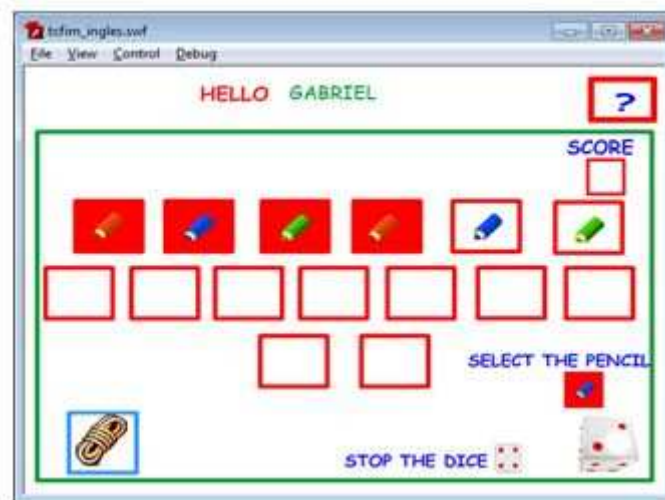 tcfim_ingles.swf
File View Control Debug
HELLO GABRIEL
?
SCORE
SELECT THE PENCIL
STOP THE DICE